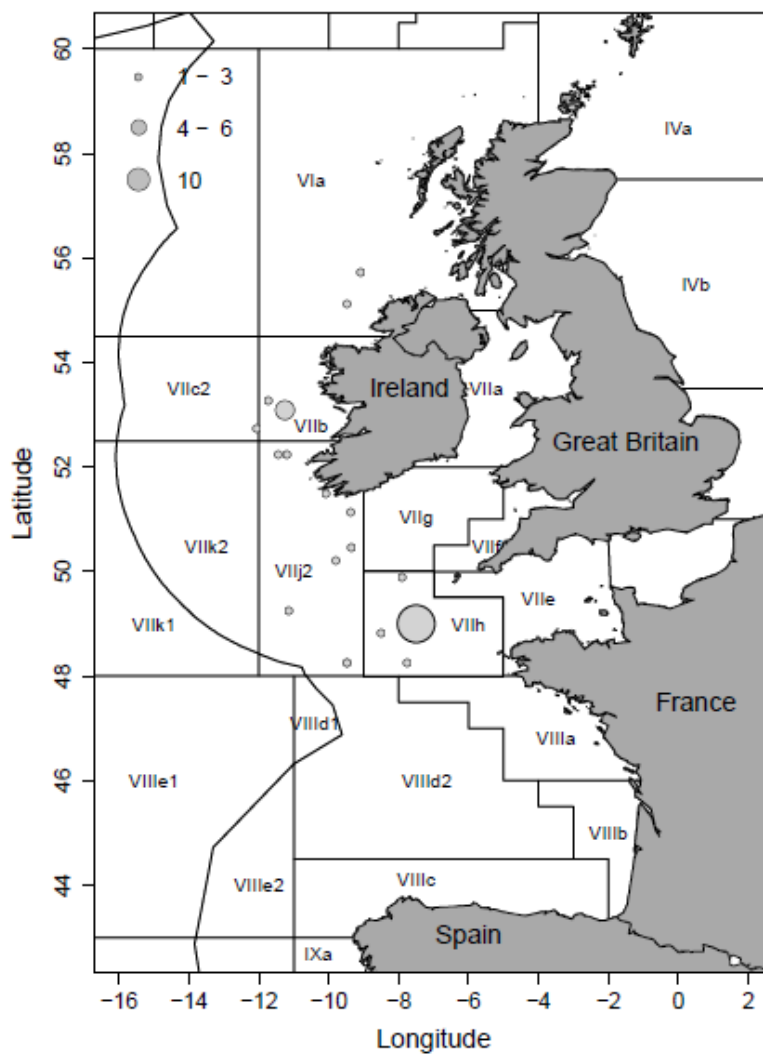 60
58
56
54
52
50
48
46
44
Latitude
1 - 3
4 - 6
10
IVa
VIa
IVb
VIIc2
VIIb
Ireland
VIIa
Great Britain
VIIg
VIIk2
VIIj2
VIIf
VIIe
VIIk1
VIIh
France
VIIId1
VIIIa
VIIIe1
VIIId2
VIIIb
VIIIe2
VIIIc
Spain
IXa
−16 −14 −12 −10 −8 −6 −4 −2 0 2
Longitude